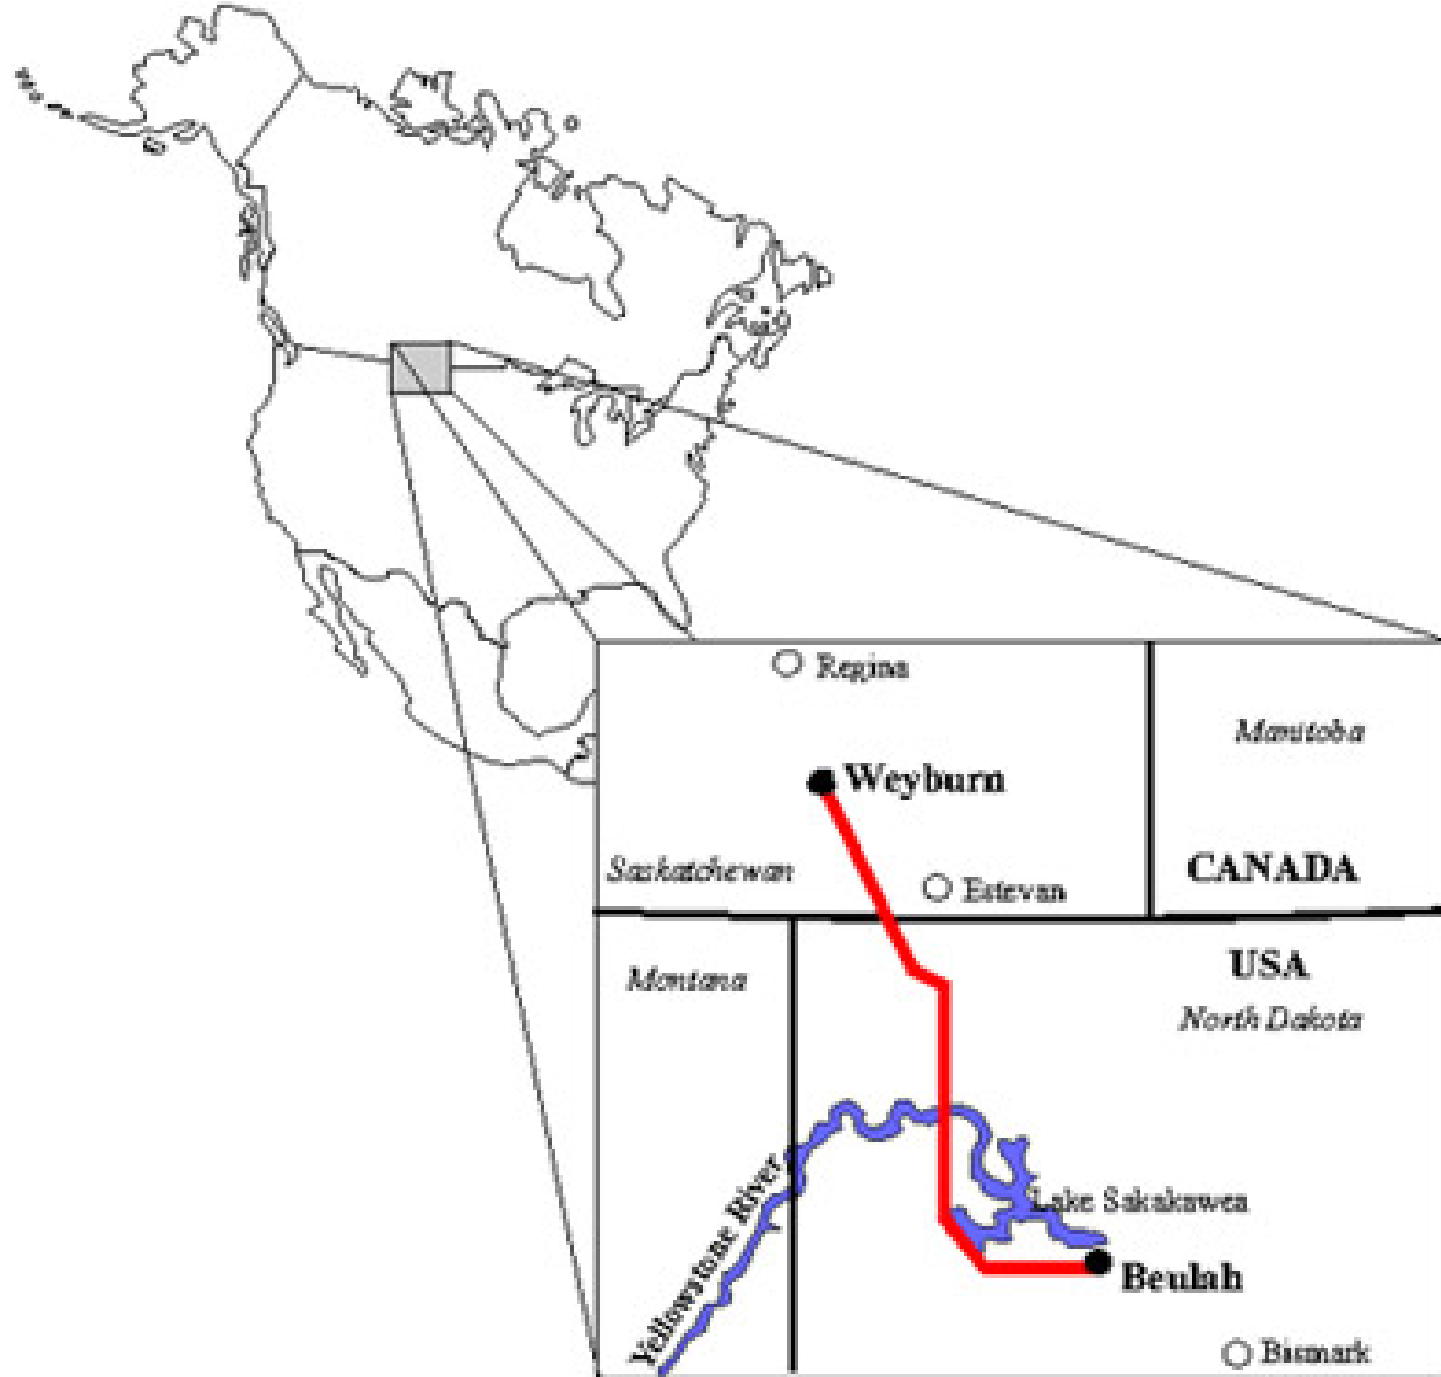 Regina
Manitoba
Weyburn
Saskatchewan
CANADA
Estevan
USA
Montana
North Dakota
Yellowstone River
Lake Sakakawea
Beulah
Bismark